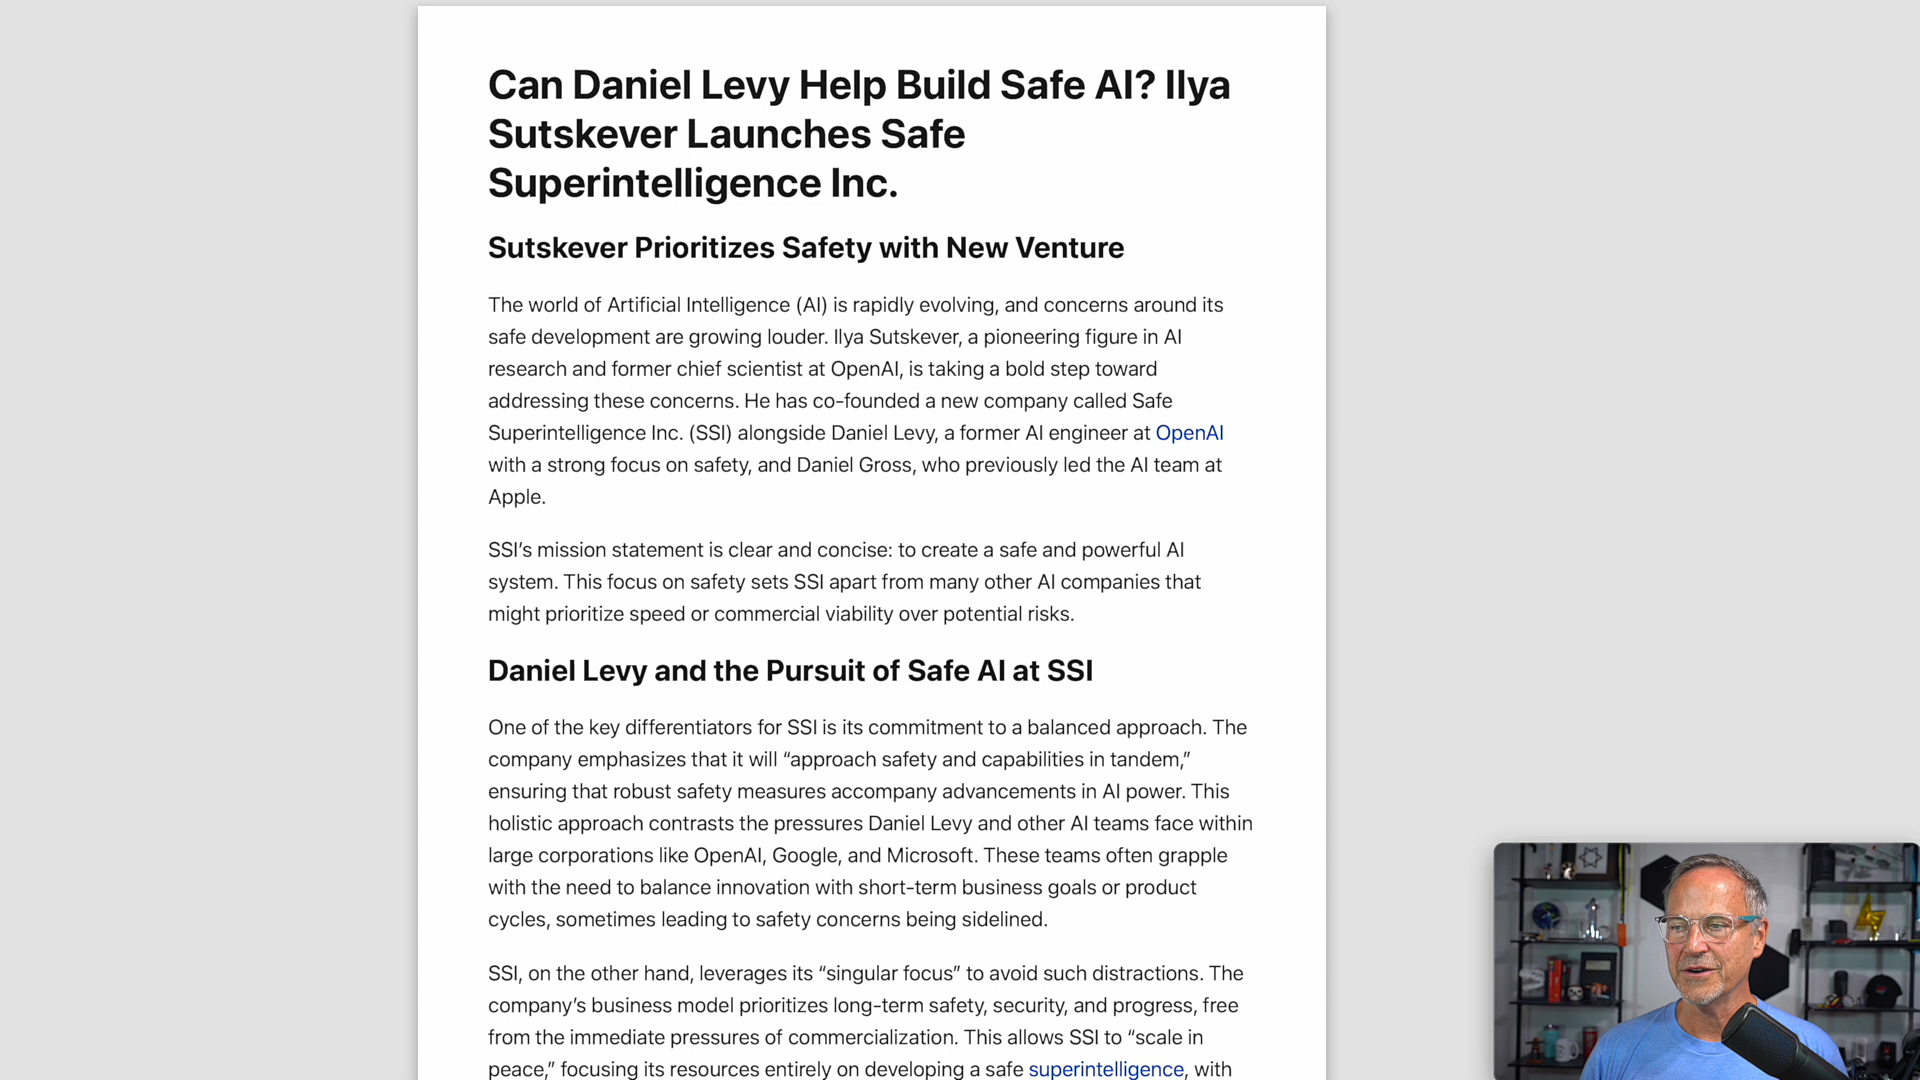 Can Daniel Levy Help Build Safe AI? Ilya
Sutskever Launches Safe
Superintelligence Inc.
Sutskever Prioritizes Safety with New Venture
The world of Artificial Intelligence (AI) is rapidly evolving, and concerns around its
safe development are growing louder. Ilya Sutskever, a pioneering figure in AI
research and former chief scientist at OpenAI, is taking a bold step toward
addressing these concerns. He has co-founded a new company called Safe
Superintelligence Inc. (SSI) alongside Daniel Levy, a former AI engineer at OpenAI
with a strong focus on safety, and Daniel Gross, who previously led the AI team at
Apple.
SSI’s mission statement is clear and concise: to create a safe and powerful AI
system. This focus on safety sets SSI apart from many other AI companies that
might prioritize speed or commercial viability over potential risks.
Daniel Levy and the Pursuit of Safe AI at SSI
One of the key differentiators for SSI is its commitment to a balanced approach. The
company emphasizes that it will “approach safety and capabilities in tandem,”
ensuring that robust safety measures accompany advancements in AI power. This
holistic approach contrasts the pressures Daniel Levy and other AI teams face within
large corporations like OpenAI, Google, and Microsoft. These teams often grapple
with the need to balance innovation with short-term business goals or product
cycles, sometimes leading to safety concerns being sidelined.
SSI, on the other hand, leverages its “singular focus” to avoid such distractions. The
company’s business model prioritizes long-term safety, security, and progress, free
from the immediate pressures of commercialization. This allows SSI to “scale in
peace,” focusing its resources entirely on developing a safe superintelligence, with